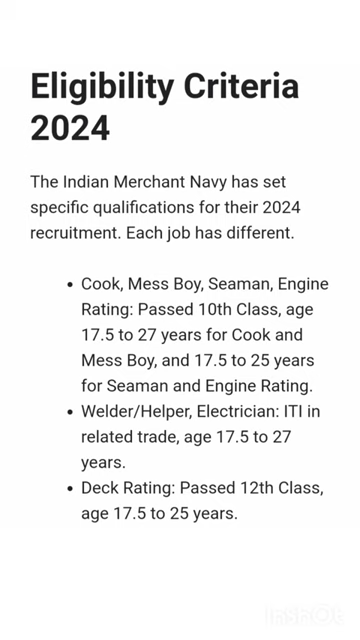 Eligibility Criteria
2024
The Indian Merchant Navy has set
specific qualifications for their 2024
recruitment. Each job has different.
• Cook, Mess Boy, Seaman, Engine
Rating: Passed 10th Class, age
17.5 to 27 years for Cook and
Mess Boy, and 17.5 to 25 years
for Seaman and Engine Rating.
• Welder/Helper, Electrician: ITI in
related trade, age 17.5 to 27
years.
• Deck Rating: Passed 12th Class,
age 17.5 to 25 years.